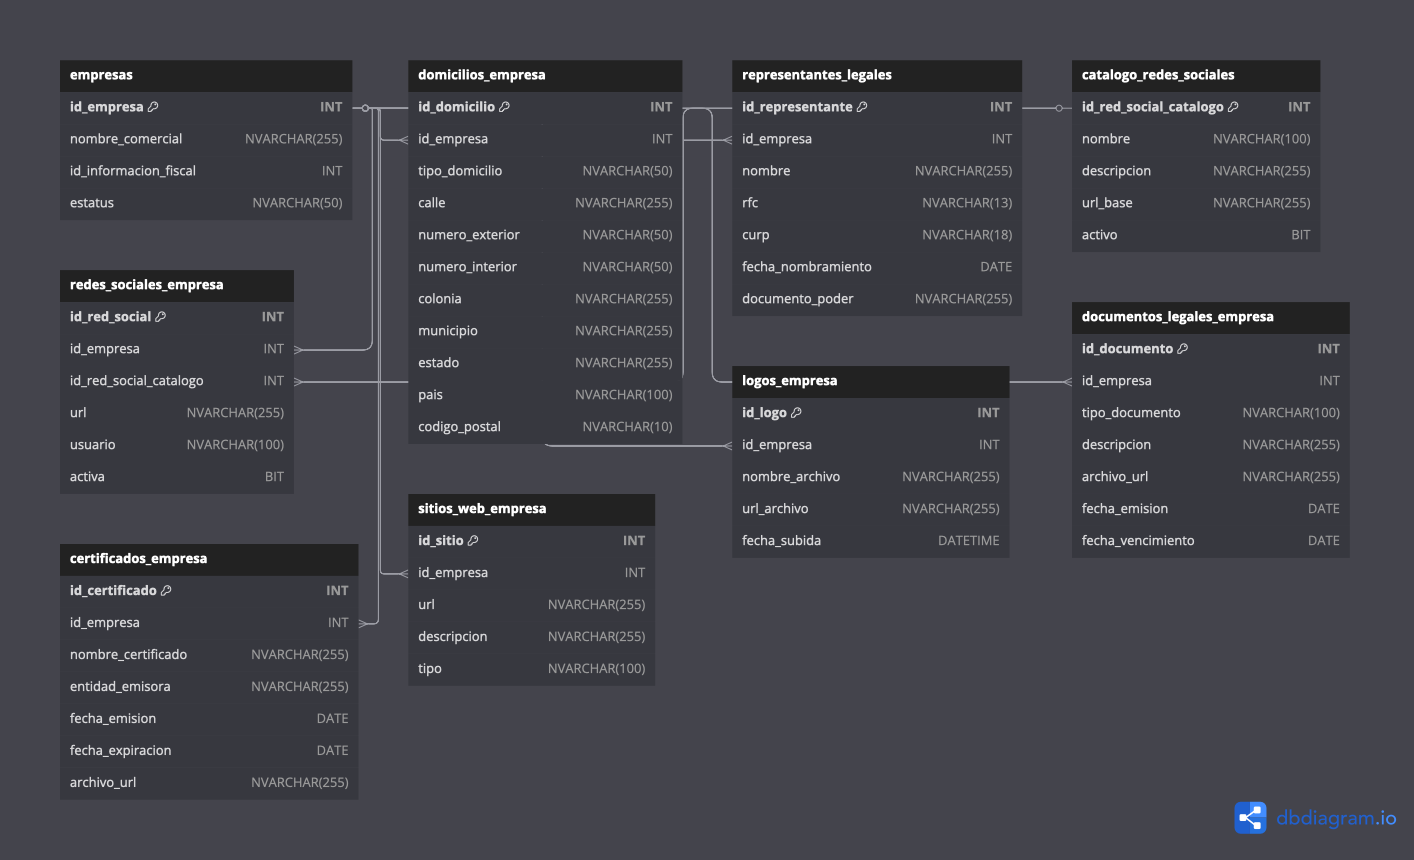 empresas
id_empresa INT
nombre_comercial NVARCHAR(255)
id_informacion_fiscal INT
estatus NVARCHAR(50)
domicilios_empresa
id_domicilio INT
id_empresa INT
tipo_domicilio NVARCHAR(50)
calle NVARCHAR(255)
numero_exterior NVARCHAR(50)
numero_interior NVARCHAR(50)
colonia NVARCHAR(255)
municipio NVARCHAR(255)
estado NVARCHAR(255)
pais NVARCHAR(100)
codigo_postal NVARCHAR(10)
representantes_legales
id_representante INT
id_empresa INT
nombre NVARCHAR(255)
rfc NVARCHAR(13)
curp NVARCHAR(18)
fecha_nombramiento DATE
documento_poder NVARCHAR(255)
catalogo_redes_sociales
id_red_social_catalogo INT
nombre NVARCHAR(100)
descripcion NVARCHAR(255)
url_base NVARCHAR(255)
activo BIT
redes_sociales_empresa
id_red_social INT
id_empresa INT
id_red_social_catalogo INT
url NVARCHAR(255)
usuario NVARCHAR(100)
activa BIT
logos_empresa
id_logo INT
id_empresa INT
nombre_archivo NVARCHAR(255)
url_archivo NVARCHAR(255)
fecha_subida DATETIME
documentos_legales_empresa
id_documento INT
id_empresa INT
tipo_documento NVARCHAR(100)
descripcion NVARCHAR(255)
archivo_url NVARCHAR(255)
fecha_emision DATE
fecha_vencimiento DATE
certificados_empresa
id_certificado INT
id_empresa INT
nombre_certificado NVARCHAR(255)
entidad_emisora NVARCHAR(255)
fecha_emision DATE
fecha_expiracion DATE
archivo_url NVARCHAR(255)
sitios_web_empresa
id_sitio INT
id_empresa INT
url NVARCHAR(255)
descripcion NVARCHAR(255)
tipo NVARCHAR(100)
dbdiagram.io